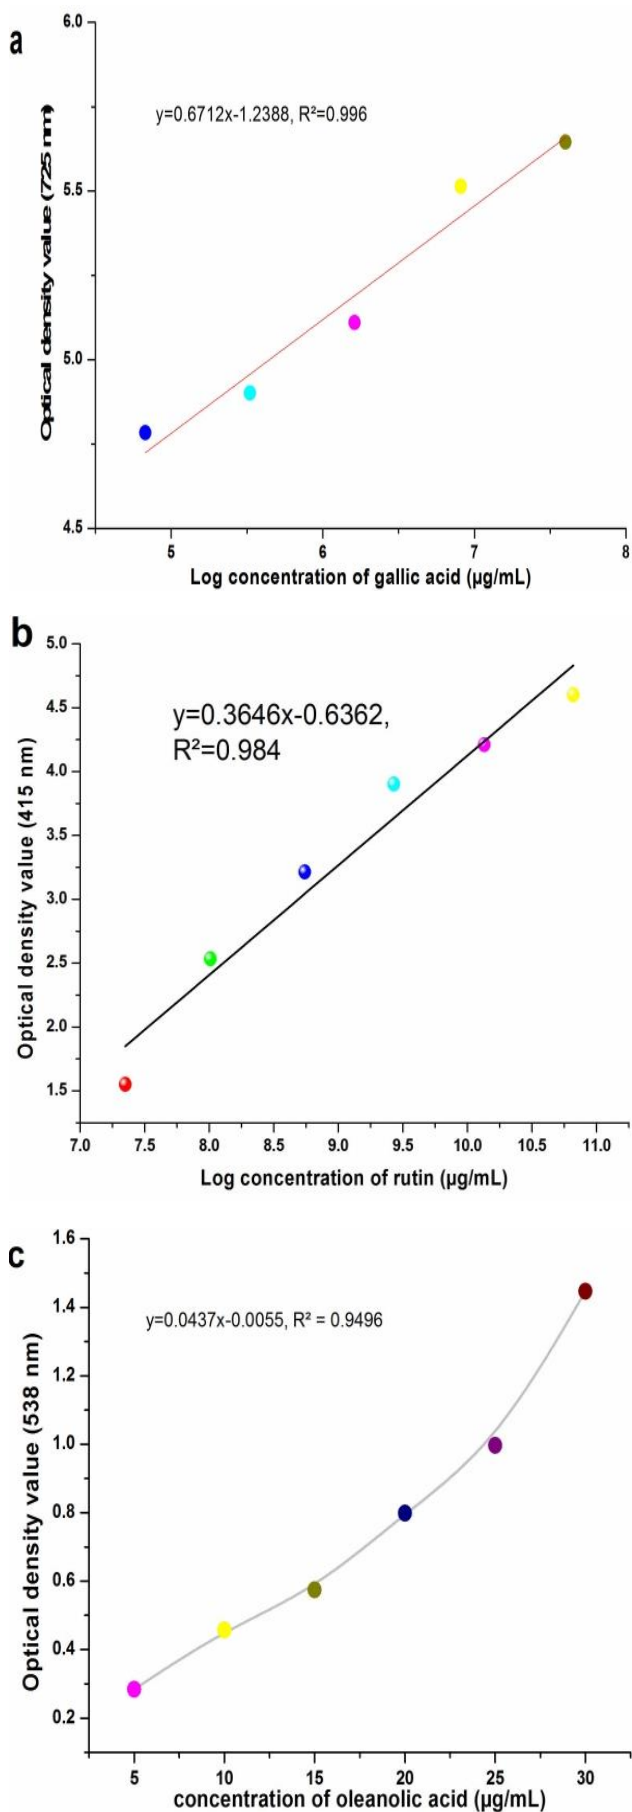 a
6.0
y=0.6712x-1.2388, R²=0.996
5.5
5.0
4.5
Optical density value (725 nm)
5 6 7 8
Log concentration of gallic acid (µg/mL)
b
5.0
y=0.3646x-0.6362,
R²=0.984
4.5
4.0
3.5
3.0
2.5
2.0
1.5
Optical density value (415 nm)
7.0 7.5 8.0 8.5 9.0 9.5 10.0 10.5 11.0
Log concentration of rutin (µg/mL)
c
1.6
y=0.0437x-0.0055, R² = 0.9496
1.4
1.2
1.0
0.8
0.6
0.4
0.2
Optical density value (538 nm)
5 10 15 20 25 30
concentration of oleanolic acid (µg/mL)